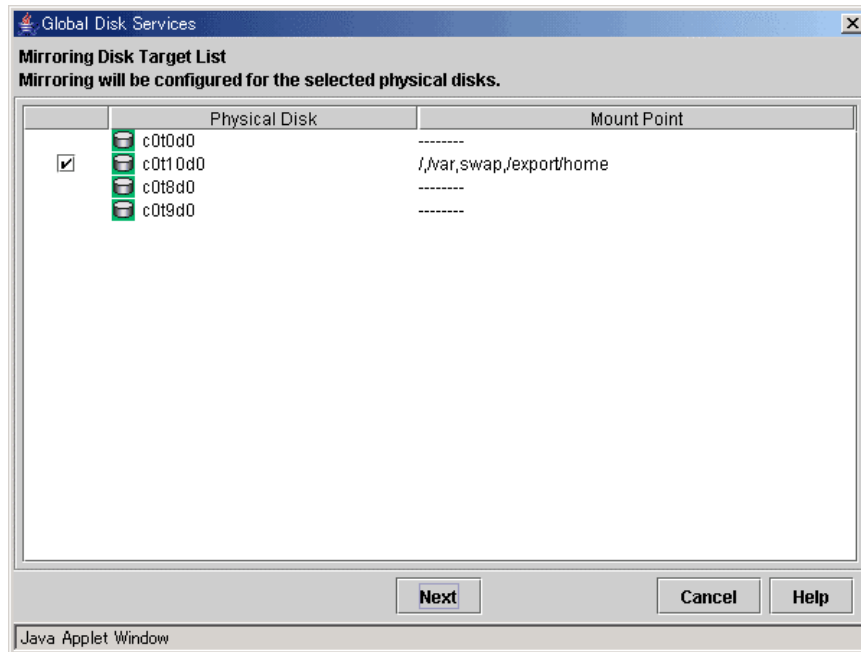 Global Disk Services
Mirroring Disk Target List
Mirroring will be configured for the selected physical disks.
Physical Disk Mount Point
c0t0d0 --------
c0t10d0 /,/var,swap,/export/home
c0t8d0 --------
c0t9d0 --------
Next Cancel Help
Java Applet Window